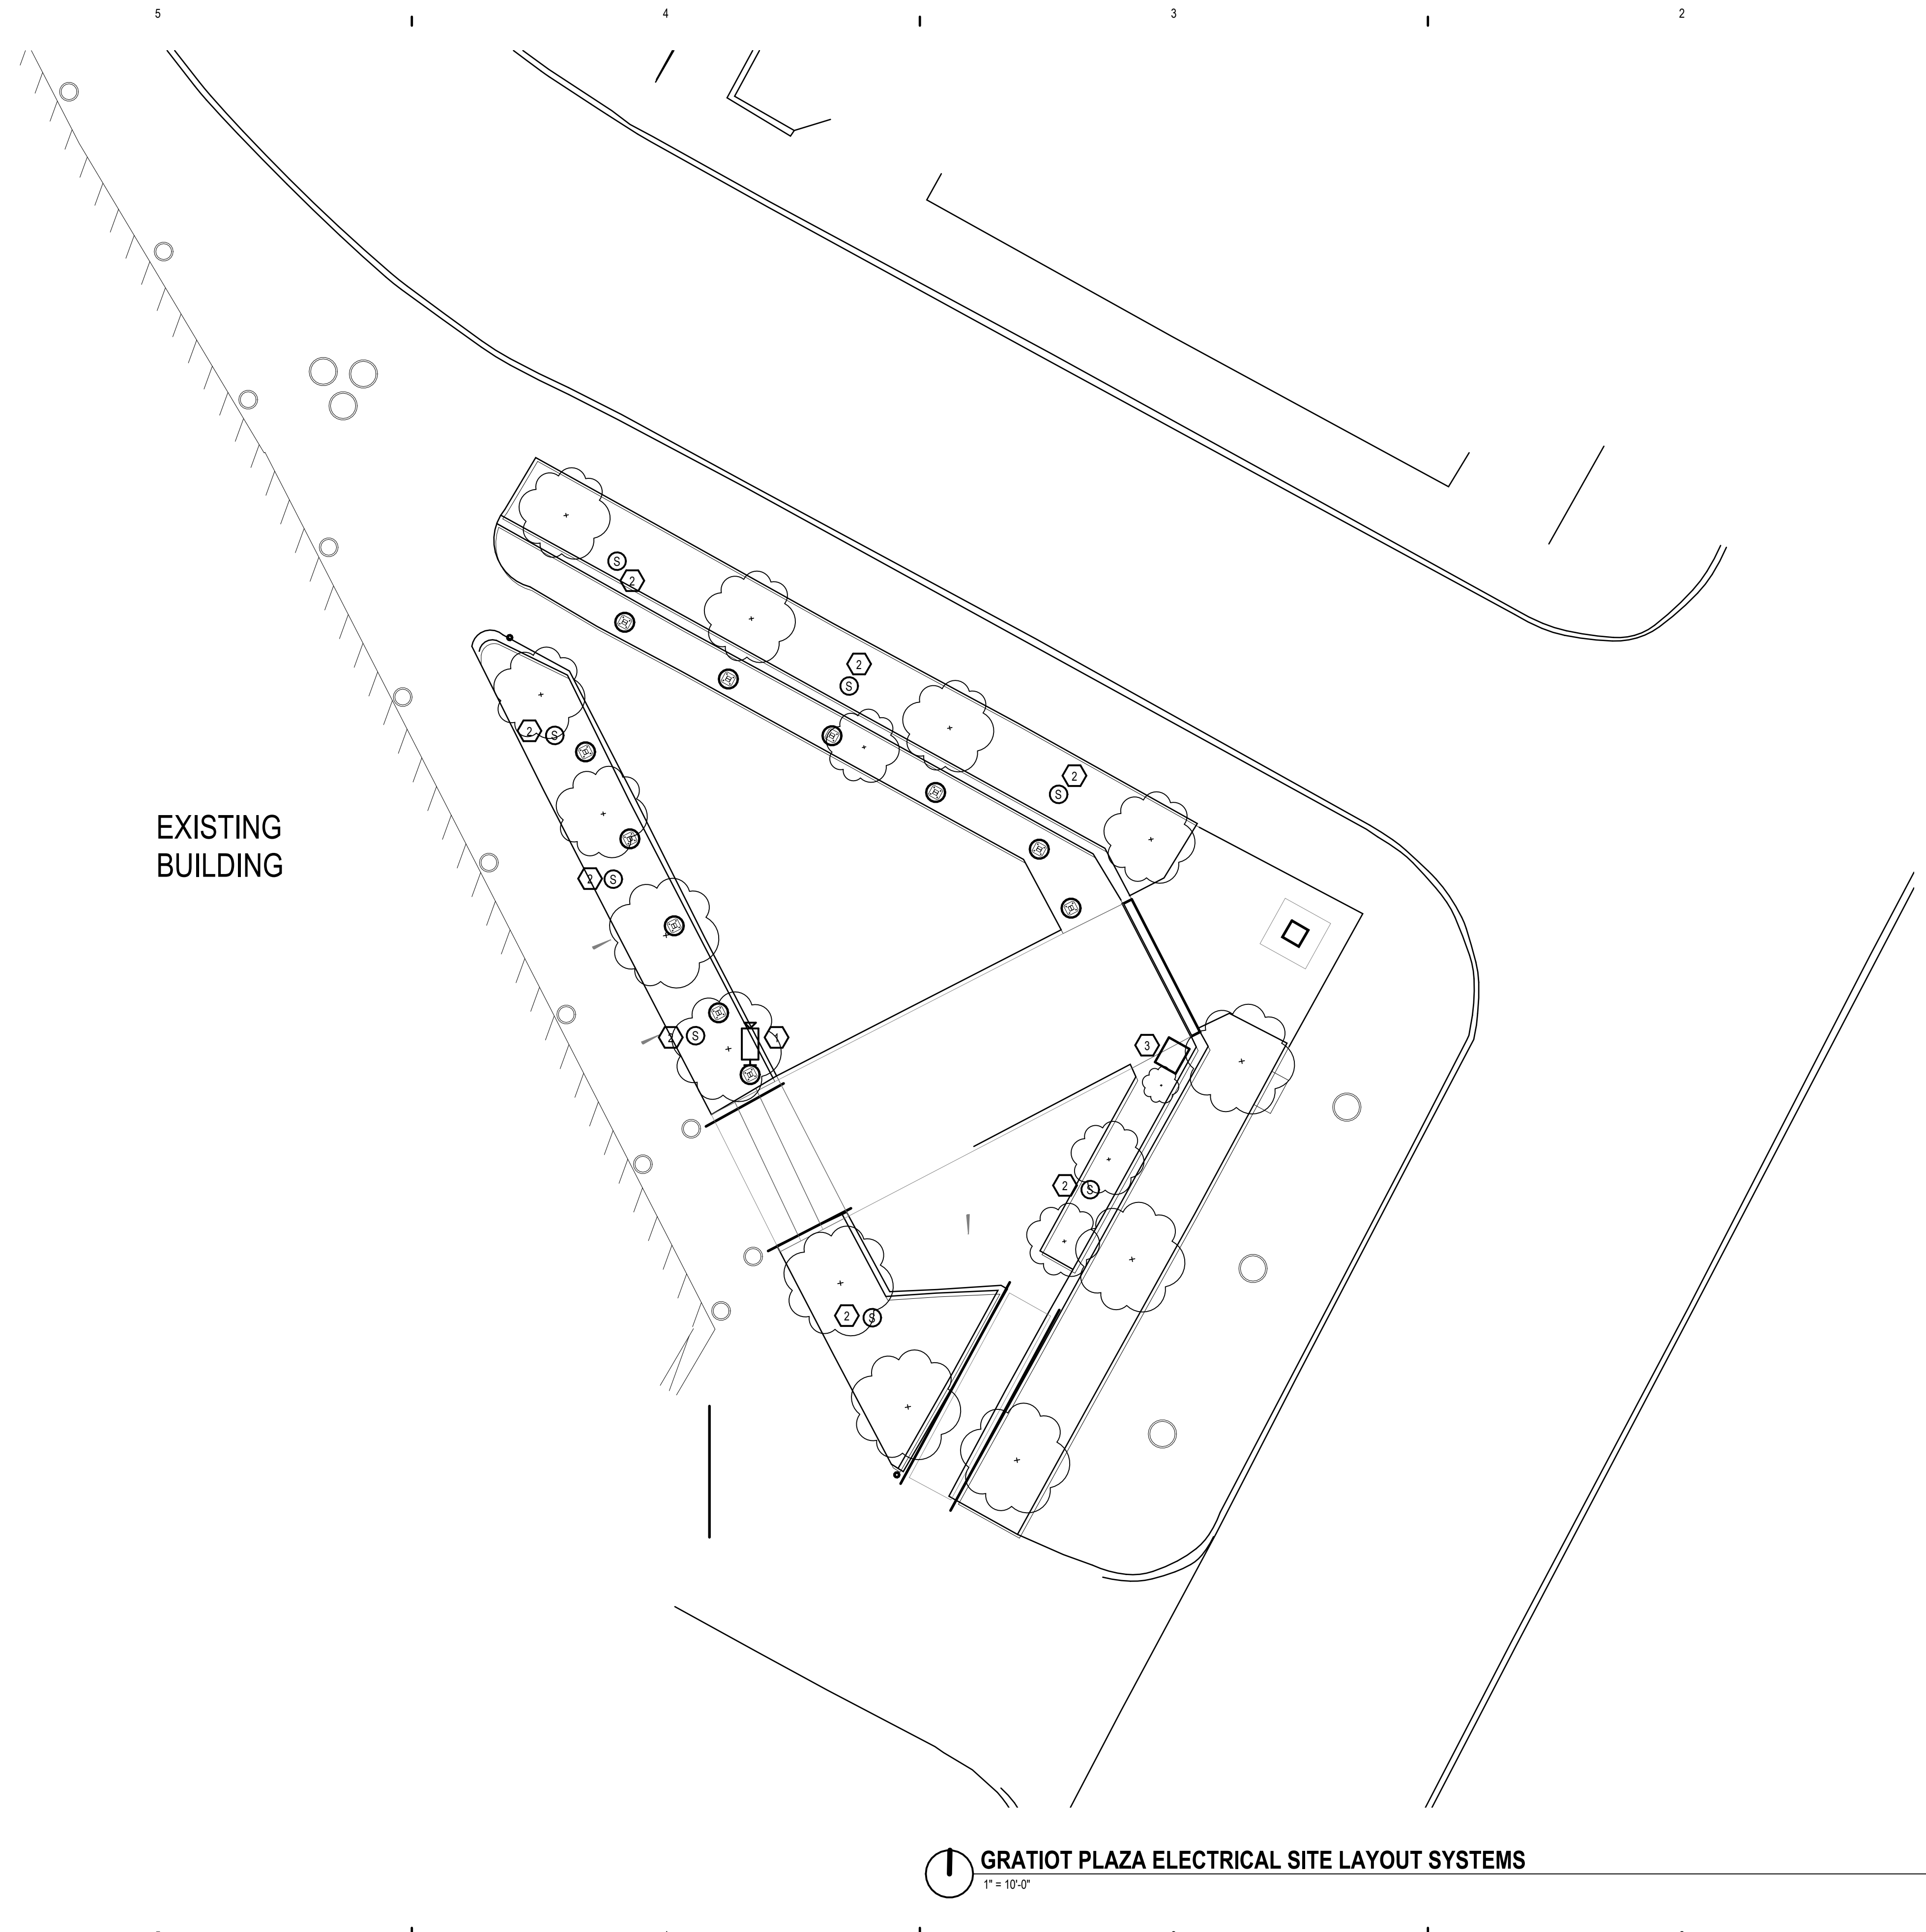 5 4 3 2
S
2
2
S
2
S
2 S
S
2 S
2 S 1
3
2 S
2 S
EXISTING
BUILDING
GRATIOT PLAZA ELECTRICAL SITE LAYOUT SYSTEMS
1" = 10'-0"